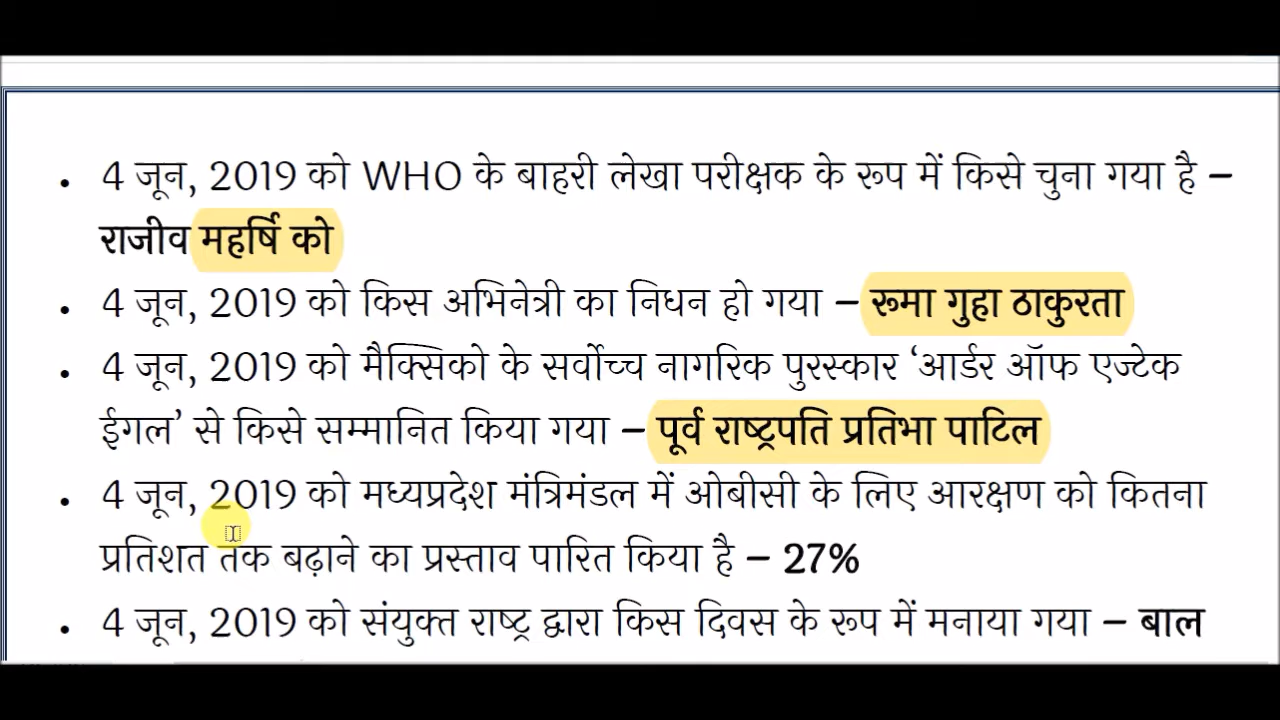 • 4 जून, 2019 को WHO के बाहरी लेखा परीक्षक के रूप में किसे चुना गया है –
राजीव महर्षि को
• 4 जून, 2019 को किस अभिनेत्री का निधन हो गया – रूमा गुहा ठाकुरता
• 4 जून, 2019 को मैक्सिको के सर्वोच्च नागरिक पुरस्कार ‘आर्डर ऑफ एज्टेक
ईगल’ से किसे सम्मानित किया गया – पूर्व राष्ट्रपति प्रतिभा पाटिल
• 4 जून, 2019 को मध्यप्रदेश मंत्रिमंडल में ओबीसी के लिए आरक्षण को कितना
प्रतिशत तक बढ़ाने का प्रस्ताव पारित किया है – 27%
• 4 जून, 2019 को संयुक्त राष्ट्र द्वारा किस दिवस के रूप में मनाया गया – बाल